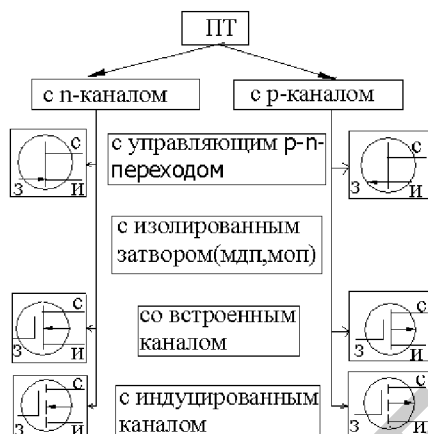 ПТ
с n-каналом
с p-каналом
с управляющим p-n-
переходом
с
з
и
с
з
и
с изолированным
затвором(мдп,моп)
со встроенным
каналом
с
з
и
с
з
и
с индуцированным
каналом
с
з
и
с
з
и